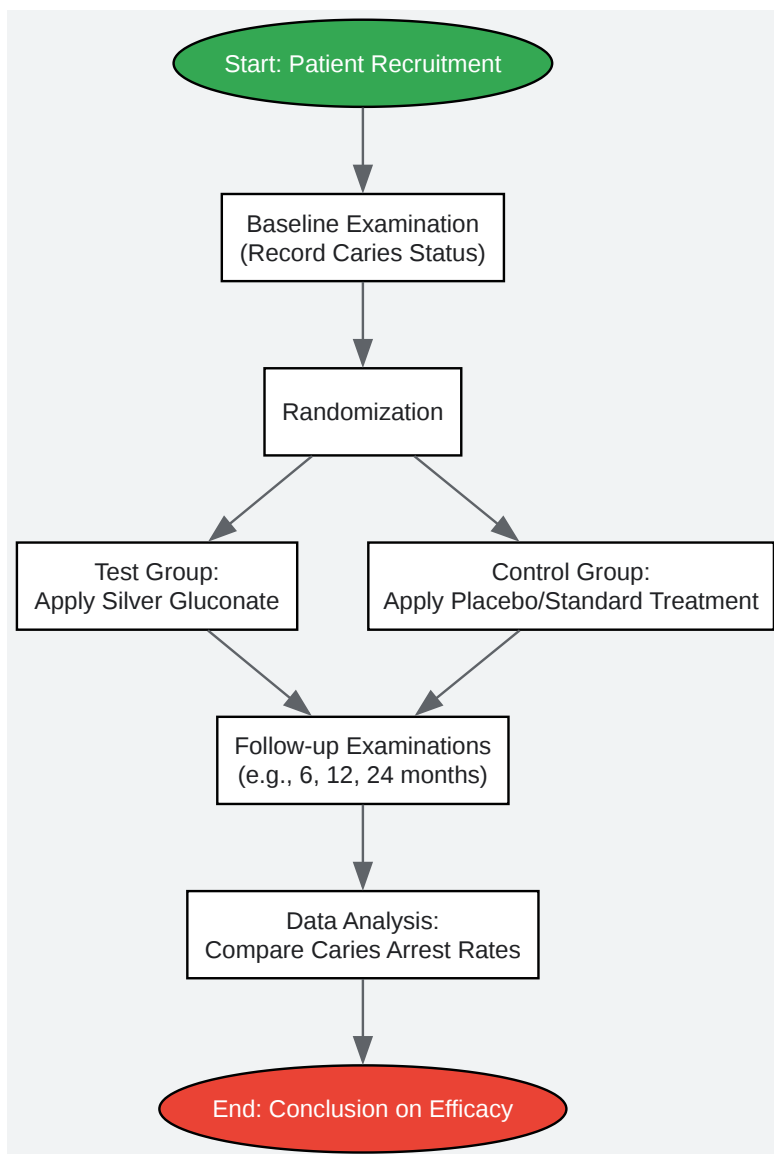 Start: Patient Recruitment
Baseline Examination
(Record Caries Status)
Randomization
Test Group:
Apply Silver Gluconate
Control Group:
Apply Placebo/Standard Treatment
Follow-up Examinations
(e.g., 6, 12, 24 months)
Data Analysis:
Compare Caries Arrest Rates
End: Conclusion on Efficacy